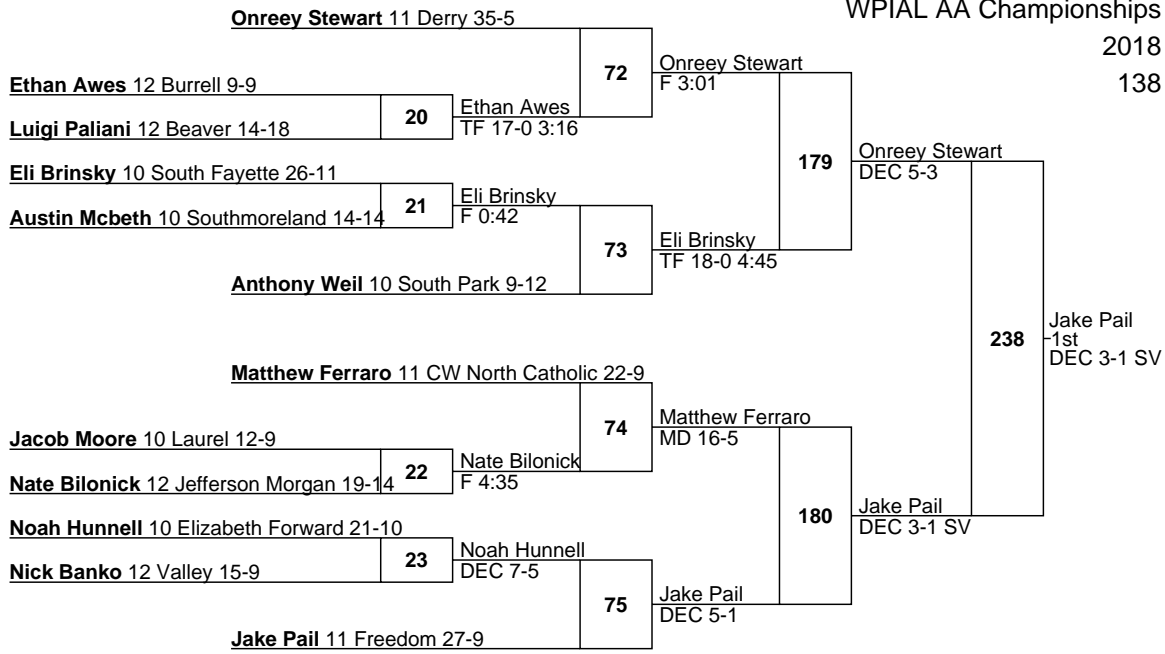 WPIAL AA Championships
2018
138
Onreey Stewart 11 Derry 35-5
72
Onreey Stewart
F 3:01
Ethan Awes 12 Burrell 9-9
20
Ethan Awes
TF 17-0 3:16
Luigi Paliani 12 Beaver 14-18
179
Onreey Stewart
DEC 5-3
Eli Brinsky 10 South Fayette 26-11
21
Eli Brinsky
F 0:42
Austin Mcbeth 10 Southmoreland 14-14
73
Eli Brinsky
TF 18-0 4:45
Anthony Weil 10 South Park 9-12
238
Jake Pail
1st
DEC 3-1 SV
Matthew Ferraro 11 CW North Catholic 22-9
74
Matthew Ferraro
MD 16-5
Jacob Moore 10 Laurel 12-9
22
Nate Bilonick
F 4:35
Nate Bilonick 12 Jefferson Morgan 19-14
180
Jake Pail
DEC 3-1 SV
Noah Hunnell 10 Elizabeth Forward 21-10
23
Noah Hunnell
DEC 7-5
Nick Banko 12 Valley 15-9
75
Jake Pail
DEC 5-1
Jake Pail 11 Freedom 27-9